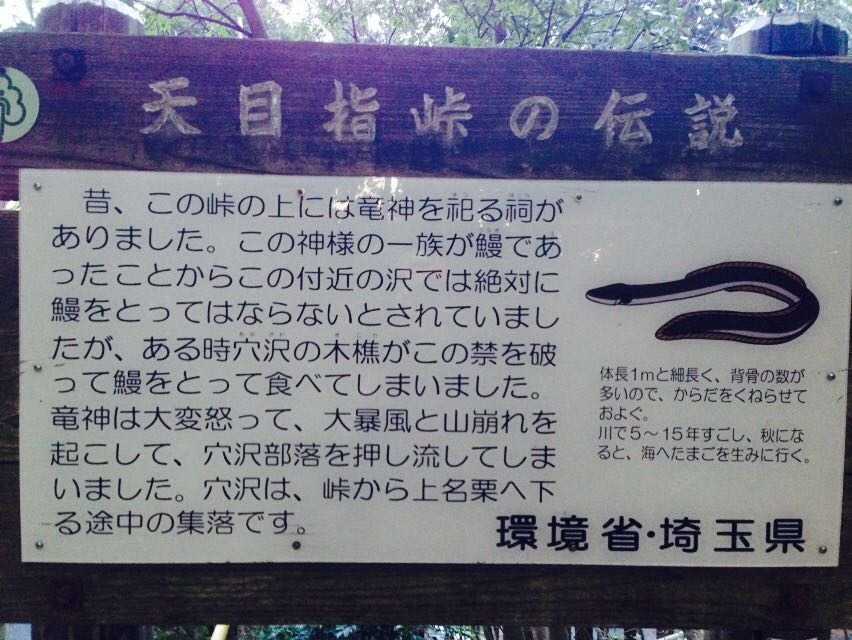 天目指峠の伝説
昔、この峠の上には竜神を祀る祠が
ありました。この神様の一族が鰻であ
ったことからこの付近の沢では絶対に
鰻をとってはならないとされていまし
たが、ある時穴沢の木樵がこの禁を破
って鰻をとって食べてしまいました。
竜神は大変怒って、大暴風と山崩れを
起こして、穴沢部落を押し流してしま
いました。穴沢は、峠から上名栗へ下
る途中の集落です。
体長1mと細長く、背骨の数が
多いので、からだをくねらせて
およぐ。
川で5〜15年すごし、秋にな
ると、海へたまごを生みに行く。
環境省・埼玉県